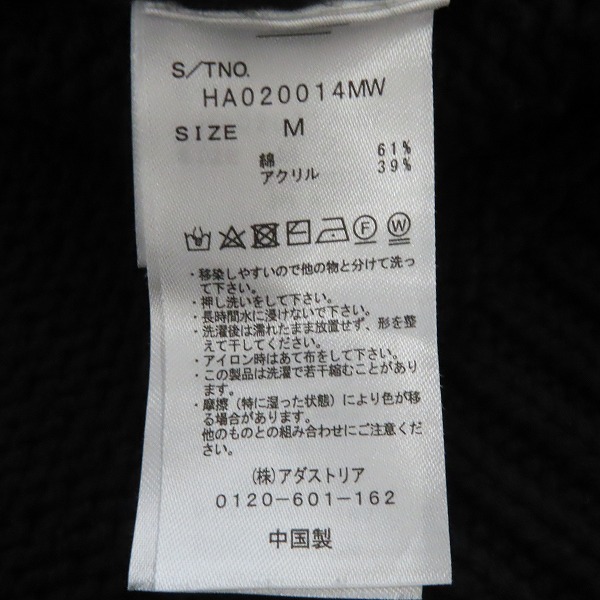 S/TNO.
HA020014MW
SIZE M
綿 61%
アクリル 39%
F W
・移染しやすいので他の物と分けて洗っ
て下さい。
・押し洗いをして下さい。
・長時間水に浸けないで下さい。
・洗濯後は濡れたまま放置せず、形を整
えて干してください。
・アイロン時はあて布をして下さい。
・この製品は洗濯で若干縮むことがあり
ます。
・摩擦（特に湿った状態）により色が移
る場合があります。
他のものとの組み合わせにご注意くだ
さい。
（株）アダストリア
0120-601-162
中国製